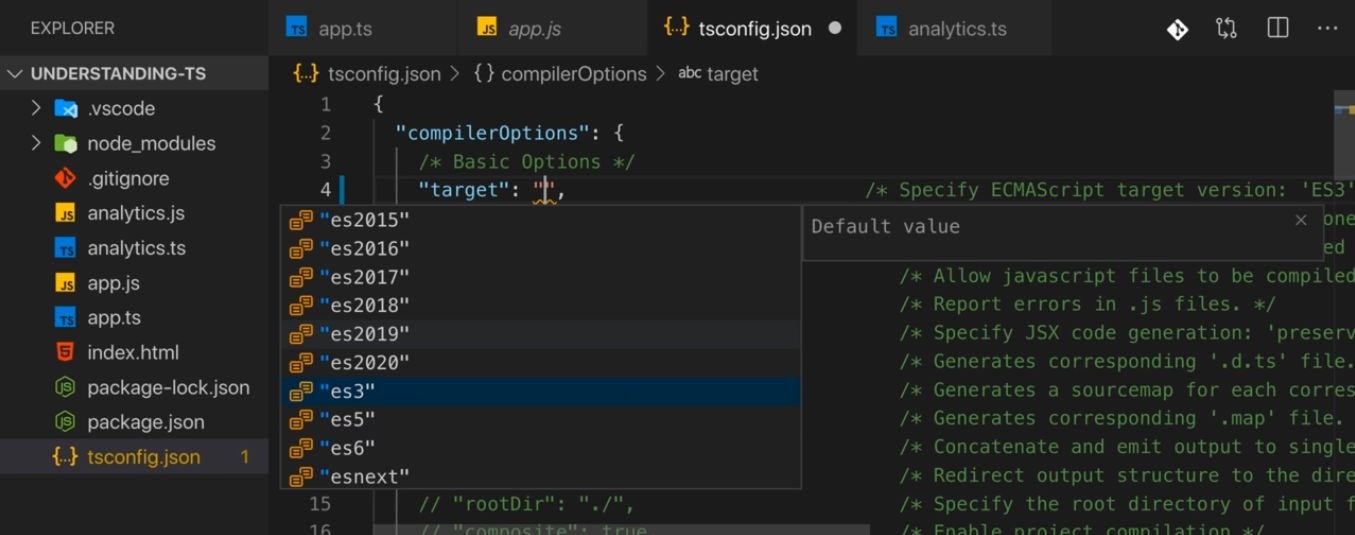 EXPLORER
app.ts
app.js
tsconfig.json
analytics.ts
UNDERSTANDING-TS
.vscode
node_modules
.gitignore
analytics.js
analytics.ts
app.js
app.ts
index.html
package-lock.json
package.json
tsconfig.json 1
tsconfig.json > {} compilerOptions > abc target
1 {
2 "compilerOptions": {
3 /* Basic Options */
4 "target": "", /* Specify ECMAScript target version: 'ES3'
"es2015"
"es2016"
"es2017"
"es2018"
"es2019"
"es2020"
"es3"
"es5"
"es6"
"esnext"
Default value
one
ed
/* Allow javascript files to be compiled
/* Report errors in .js files. */
/* Specify JSX code generation: 'preserv
/* Generates corresponding '.d.ts' file.
/* Generates a sourcemap for each corres
/* Generates corresponding '.map' file.
/* Concatenate and emit output to single
/* Redirect output structure to the dire
15 // "rootDir": "./", /* Specify the root directory of input f
16 // "composite": true /* Enable project compilation */